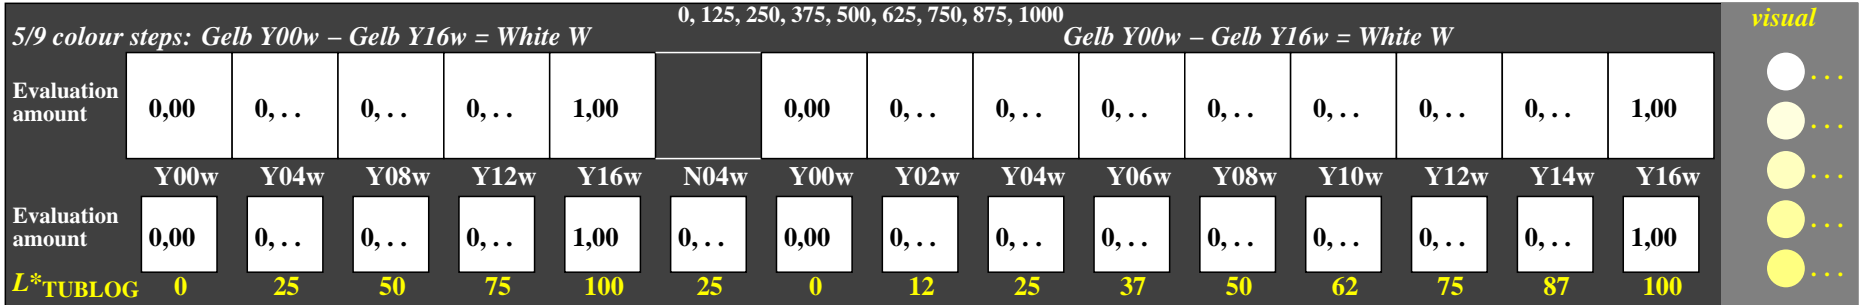 0, 125, 250, 375, 500, 625, 750, 875, 1000
visual
5/9 colour steps: Gelb Y00w – Gelb Y16w = White W Gelb Y00w – Gelb Y16w = White W
Evaluation
amount
0,00 0, . . 0, . . 0, . . 1,00 0,00 0, . . 0, . . 0, . . 0, . . 0, . . 0, . . 0, . . 1,00
Y00w Y04w Y08w Y12w Y16w N04w Y00w Y02w Y04w Y06w Y08w Y10w Y12w Y14w Y16w
Evaluation
amount
0,00 0, . . 0, . . 0, . . 1,00 0, . . 0,00 0, . . 0, . . 0, . . 0, . . 0, . . 0, . . 0, . . 1,00
L*TUBLOG 0 25 50 75 100 25 0 12 25 37 50 62 75 87 100
. . .
. . .
. . .
. . .
. . .